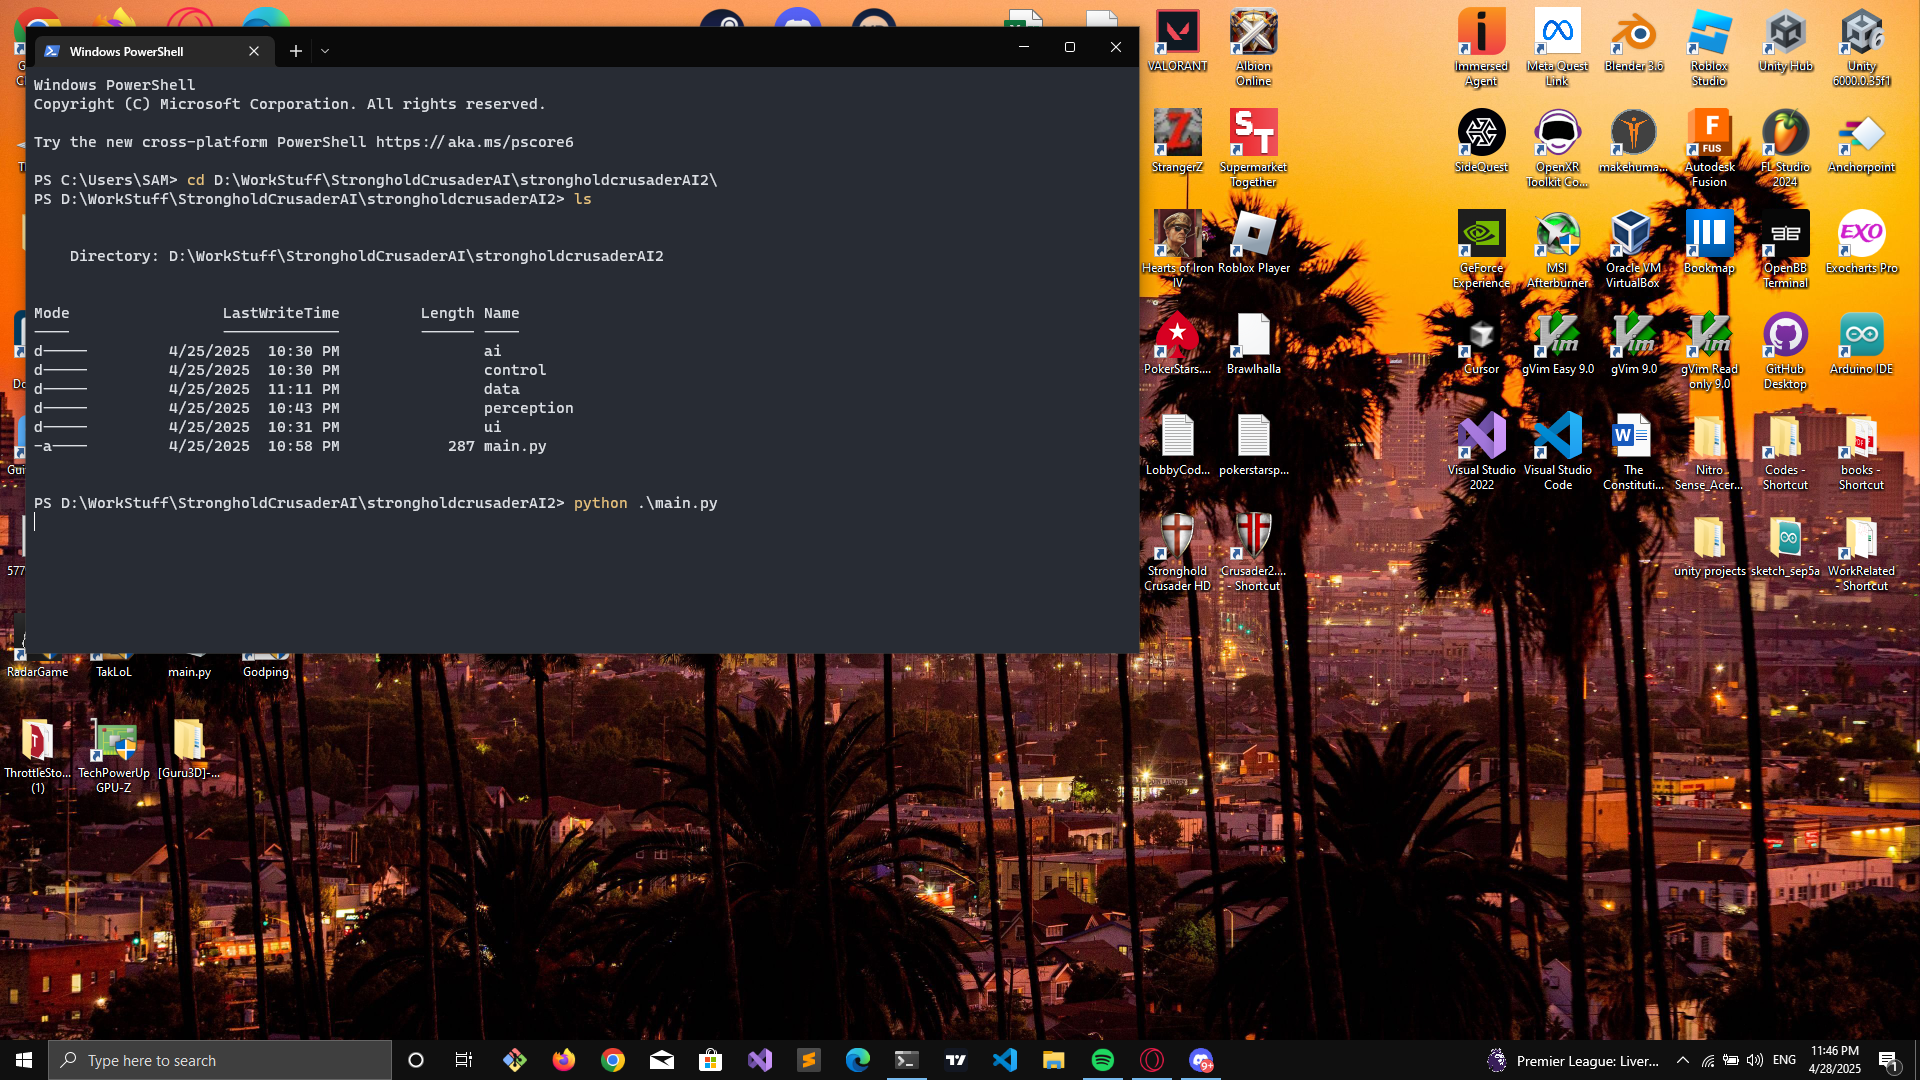 Windows PowerShell
Windows PowerShell
Copyright (C) Microsoft Corporation. All rights reserved.
Try the new cross-platform PowerShell https://aka.ms/pscore6
PS C:\Users\SAM> cd D:\WorkStuff\StrongholdCrusaderAI\strongholdcrusaderAI2\
PS D:\WorkStuff\StrongholdCrusaderAI\strongholdcrusaderAI2> ls
Directory: D:\WorkStuff\StrongholdCrusaderAI\strongholdcrusaderAI2
Mode LastWriteTime Length Name
---- ------------- ------ ----
d----- 4/25/2025 10:30 PM ai
d----- 4/25/2025 10:30 PM control
d----- 4/25/2025 11:11 PM data
d----- 4/25/2025 10:43 PM perception
d----- 4/25/2025 10:31 PM ui
-a---- 4/25/2025 10:58 PM 287 main.py
PS D:\WorkStuff\StrongholdCrusaderAI\strongholdcrusaderAI2> python .\main.py
VALORANT
Albion
Online
Immersed
Agent
Meta Quest
Link
Blender 3.6
Roblox
Studio
Unity Hub
Unity
6000.0.35f1
StrangerZ
Supermarket
Together
SideQuest
OpenXR
Toolkit Co...
makehuma...
Autodesk
Fusion
FL Studio
2024
Anchorpoint
Hearts of Iron
IV
Roblox Player
GeForce
Experience
MSI
Afterburner
Oracle VM
VirtualBox
Bookmap
OpenBB
Terminal
Exocharts Pro
PokerStars....
Brawlhalla
Cursor
gVim Easy 9.0
gVim 9.0
gVim Read
only 9.0
GitHub
Desktop
Arduino IDE
LobbyCod...
pokerstarsp...
Visual Studio
2022
Visual Studio
Code
The
Constituti...
Nitro
Sense_Acer...
Codes -
Shortcut
books -
Shortcut
Stronghold
Crusader HD
Crusader2....
- Shortcut
unity projects
sketch_sep5a
WorkRelated
- Shortcut
RadarGame
TakLoL
main.py
Godping
ThrottleSto...
(1)
TechPowerUp
GPU-Z
[Guru3D]-...
Type here to search
Premier League: Liver...
ENG
11:46 PM
4/28/2025